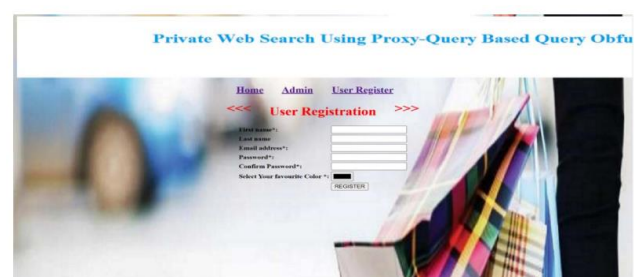 Private Web Search Using Proxy-Query Based Query Obfu
Home Admin User Register
<<< User Registration >>>
First name*:
Last name
Email address*:
Password*:
Confirm Password*:
Select Your favourite Color *:
REGISTER